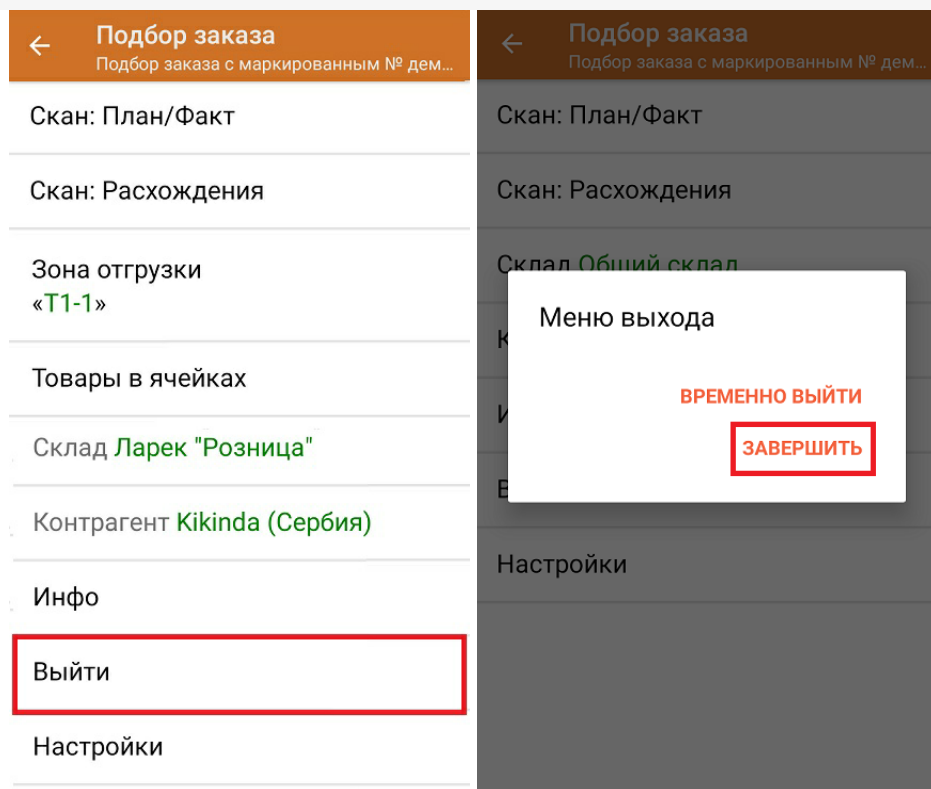 Подбор заказа
Подбор заказа с маркированным № дем...
Скан: План/Факт
Скан: Расхождения
Зона отгрузки
«Т1-1»
Товары в ячейках
Склад Ларек "Розница"
Контрагент Kikinda (Сербия)
Инфо
Выйти
Настройки
Подбор заказа
Подбор заказа с маркированным № дем...
Скан: План/Факт
Скан: Расхождения
Склад Общий склад
Меню выхода
ВРЕМЕННО ВЫЙТИ
ЗАВЕРШИТЬ
Настройки